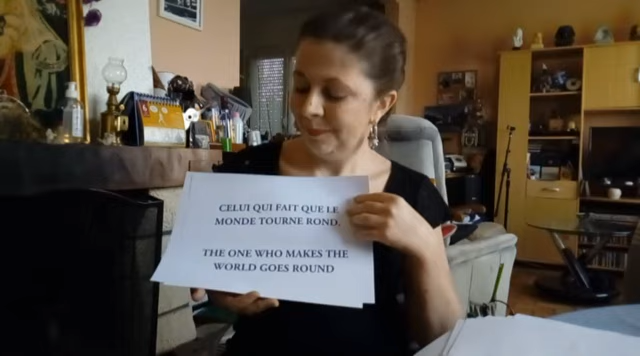 CELUI QUI FAIT QUE LE
MONDE TOURNE ROND.
THE ONE WHO MAKES THE
WORLD GOES ROUND